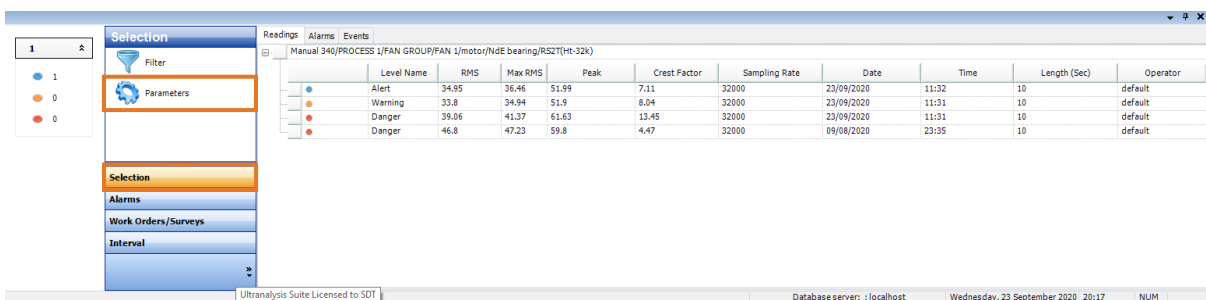 Selection
Readings Alarms Events
1
Manual 340/PROCESS 1/FAN GROUP/FAN 1/motor/NdE bearing/RS2T(Ht-32k)
Filter
Level Name RMS Max RMS Peak Crest Factor Sampling Rate Date Time Length (Sec) Operator
1
Parameters
Alert 34.95 36.46 51.99 7.11 32000 23/09/2020 11:32 10 default
0
Warning 33.8 34.94 51.9 8.04 32000 23/09/2020 11:31 10 default
0
Danger 39.06 41.37 61.63 13.45 32000 23/09/2020 11:31 10 default
Danger 46.8 47.23 59.8 4.47 32000 09/08/2020 23:35 10 default
Selection
Alarms
Work Orders/Surveys
Interval
Ultranalysis Suite Licensed to SDT
Database server: : localhost Wednesday, 23 September 2020 20:17 NUM